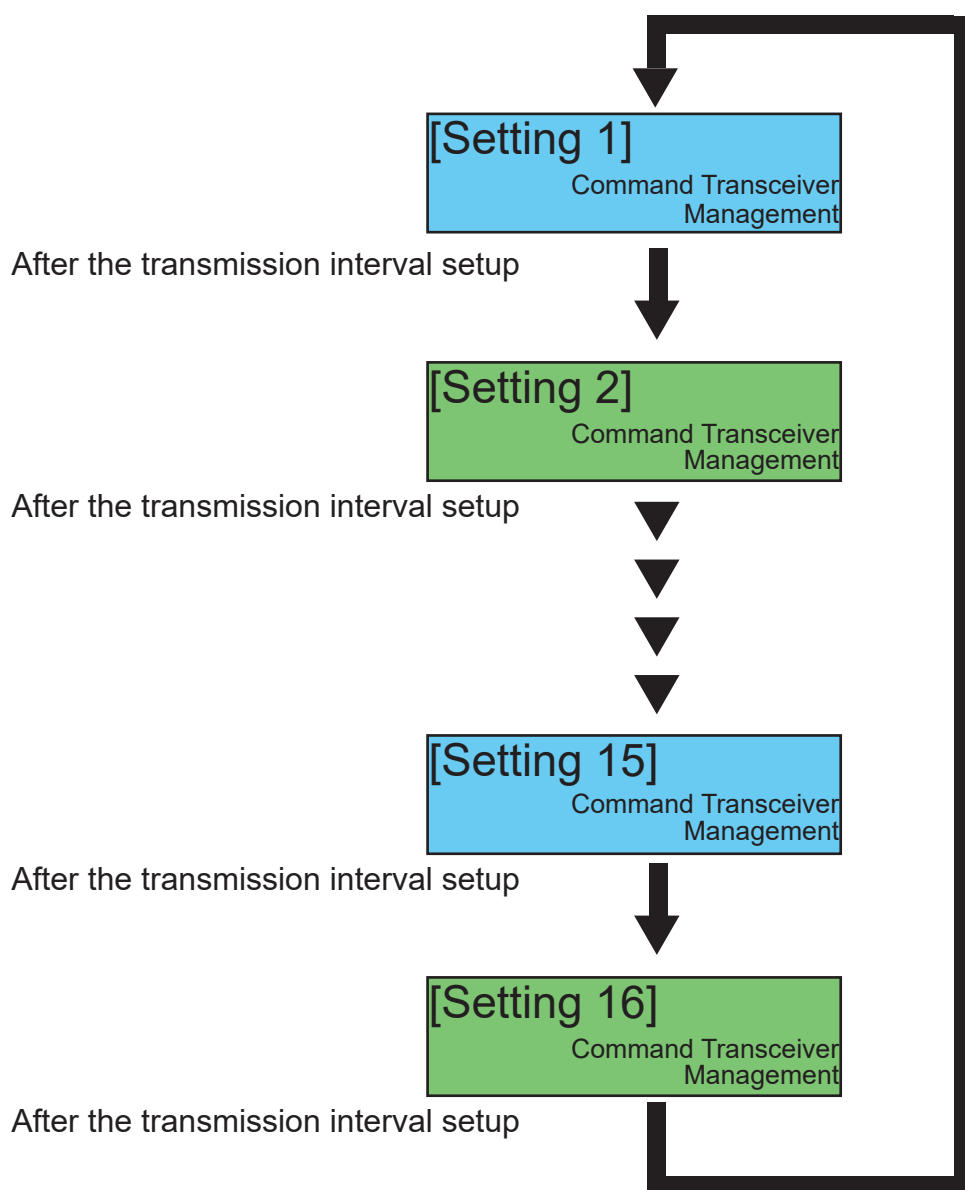 [Setting 1]
Command Transceiver
Management
After the transmission interval setup
[Setting 2]
Command Transceiver
Management
After the transmission interval setup
[Setting 15]
Command Transceiver
Management
After the transmission interval setup
[Setting 16]
Command Transceiver
Management
After the transmission interval setup